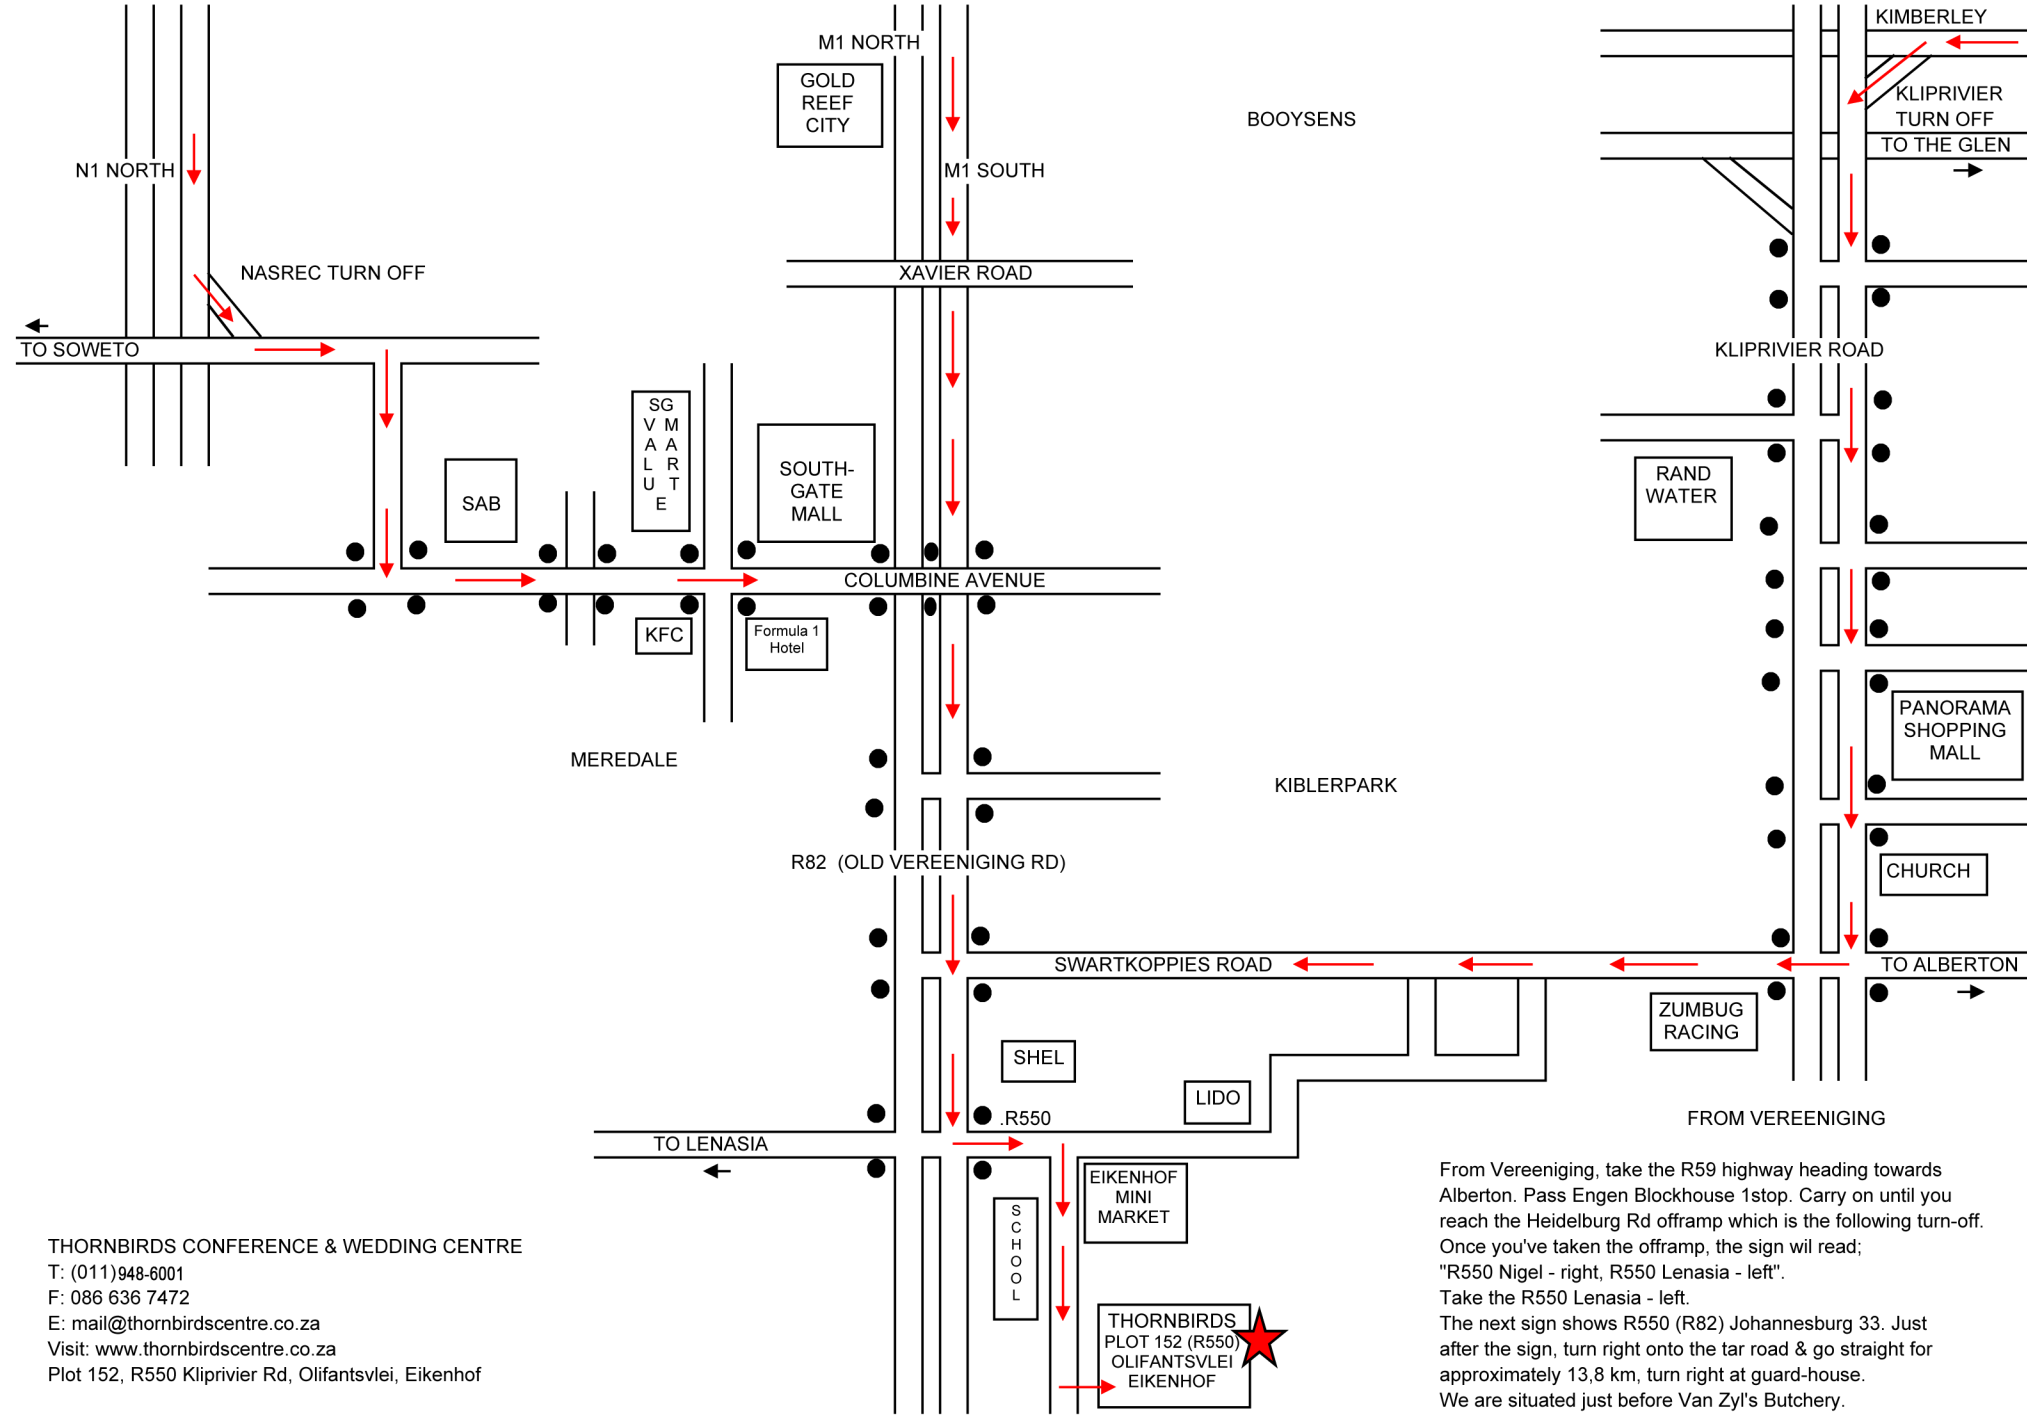 KIMBERLEY
M1 NORTH
GOLD
REEF
CITY
KLIPRIVIER
TURN OFF
BOOYSENS
TO THE GLEN
N1 NORTH
M1 SOUTH
NASREC TURN OFF
XAVIER ROAD
TO SOWETO
KLIPRIVIER ROAD
SG
VALUE
MART
E
SOUTH-
GATE
MALL
SAB
RAND
WATER
COLUMBINE AVENUE
KFC
Formula 1
Hotel
PANORAMA
SHOPPING
MALL
MEREDALE
KIBLERPARK
R82 (OLD VEREENIGING RD)
CHURCH
SWARTKOPPIES ROAD
TO ALBERTON
ZUMBUG
RACING
SHEL
LIDO
.R550
FROM VEREENIGING
TO LENASIA
EIKENHOF
MINI
MARKET
SCHOOL
THORNBIRDS
PLOT 152 (R550)
OLIFANTSVLEI
EIKENHOF
THORNBIRDS CONFERENCE & WEDDING CENTRE
T: (011)948-6001
F: 086 636 7472
E: mail@thornbirdscentre.co.za
Visit: www.thornbirdscentre.co.za
Plot 152, R550 Kliprivier Rd, Olifantsvlei, Eikenhof
From Vereeniging, take the R59 highway heading towards
Alberton. Pass Engen Blockhouse 1stop. Carry on until you
reach the Heidelburg Rd offramp which is the following turn-off.
Once you've taken the offramp, the sign wil read;
"R550 Nigel - right, R550 Lenasia - left".
Take the R550 Lenasia - left.
The next sign shows R550 (R82) Johannesburg 33. Just
after the sign, turn right onto the tar road & go straight for
approximately 13,8 km, turn right at guard-house.
We are situated just before Van Zyl's Butchery.